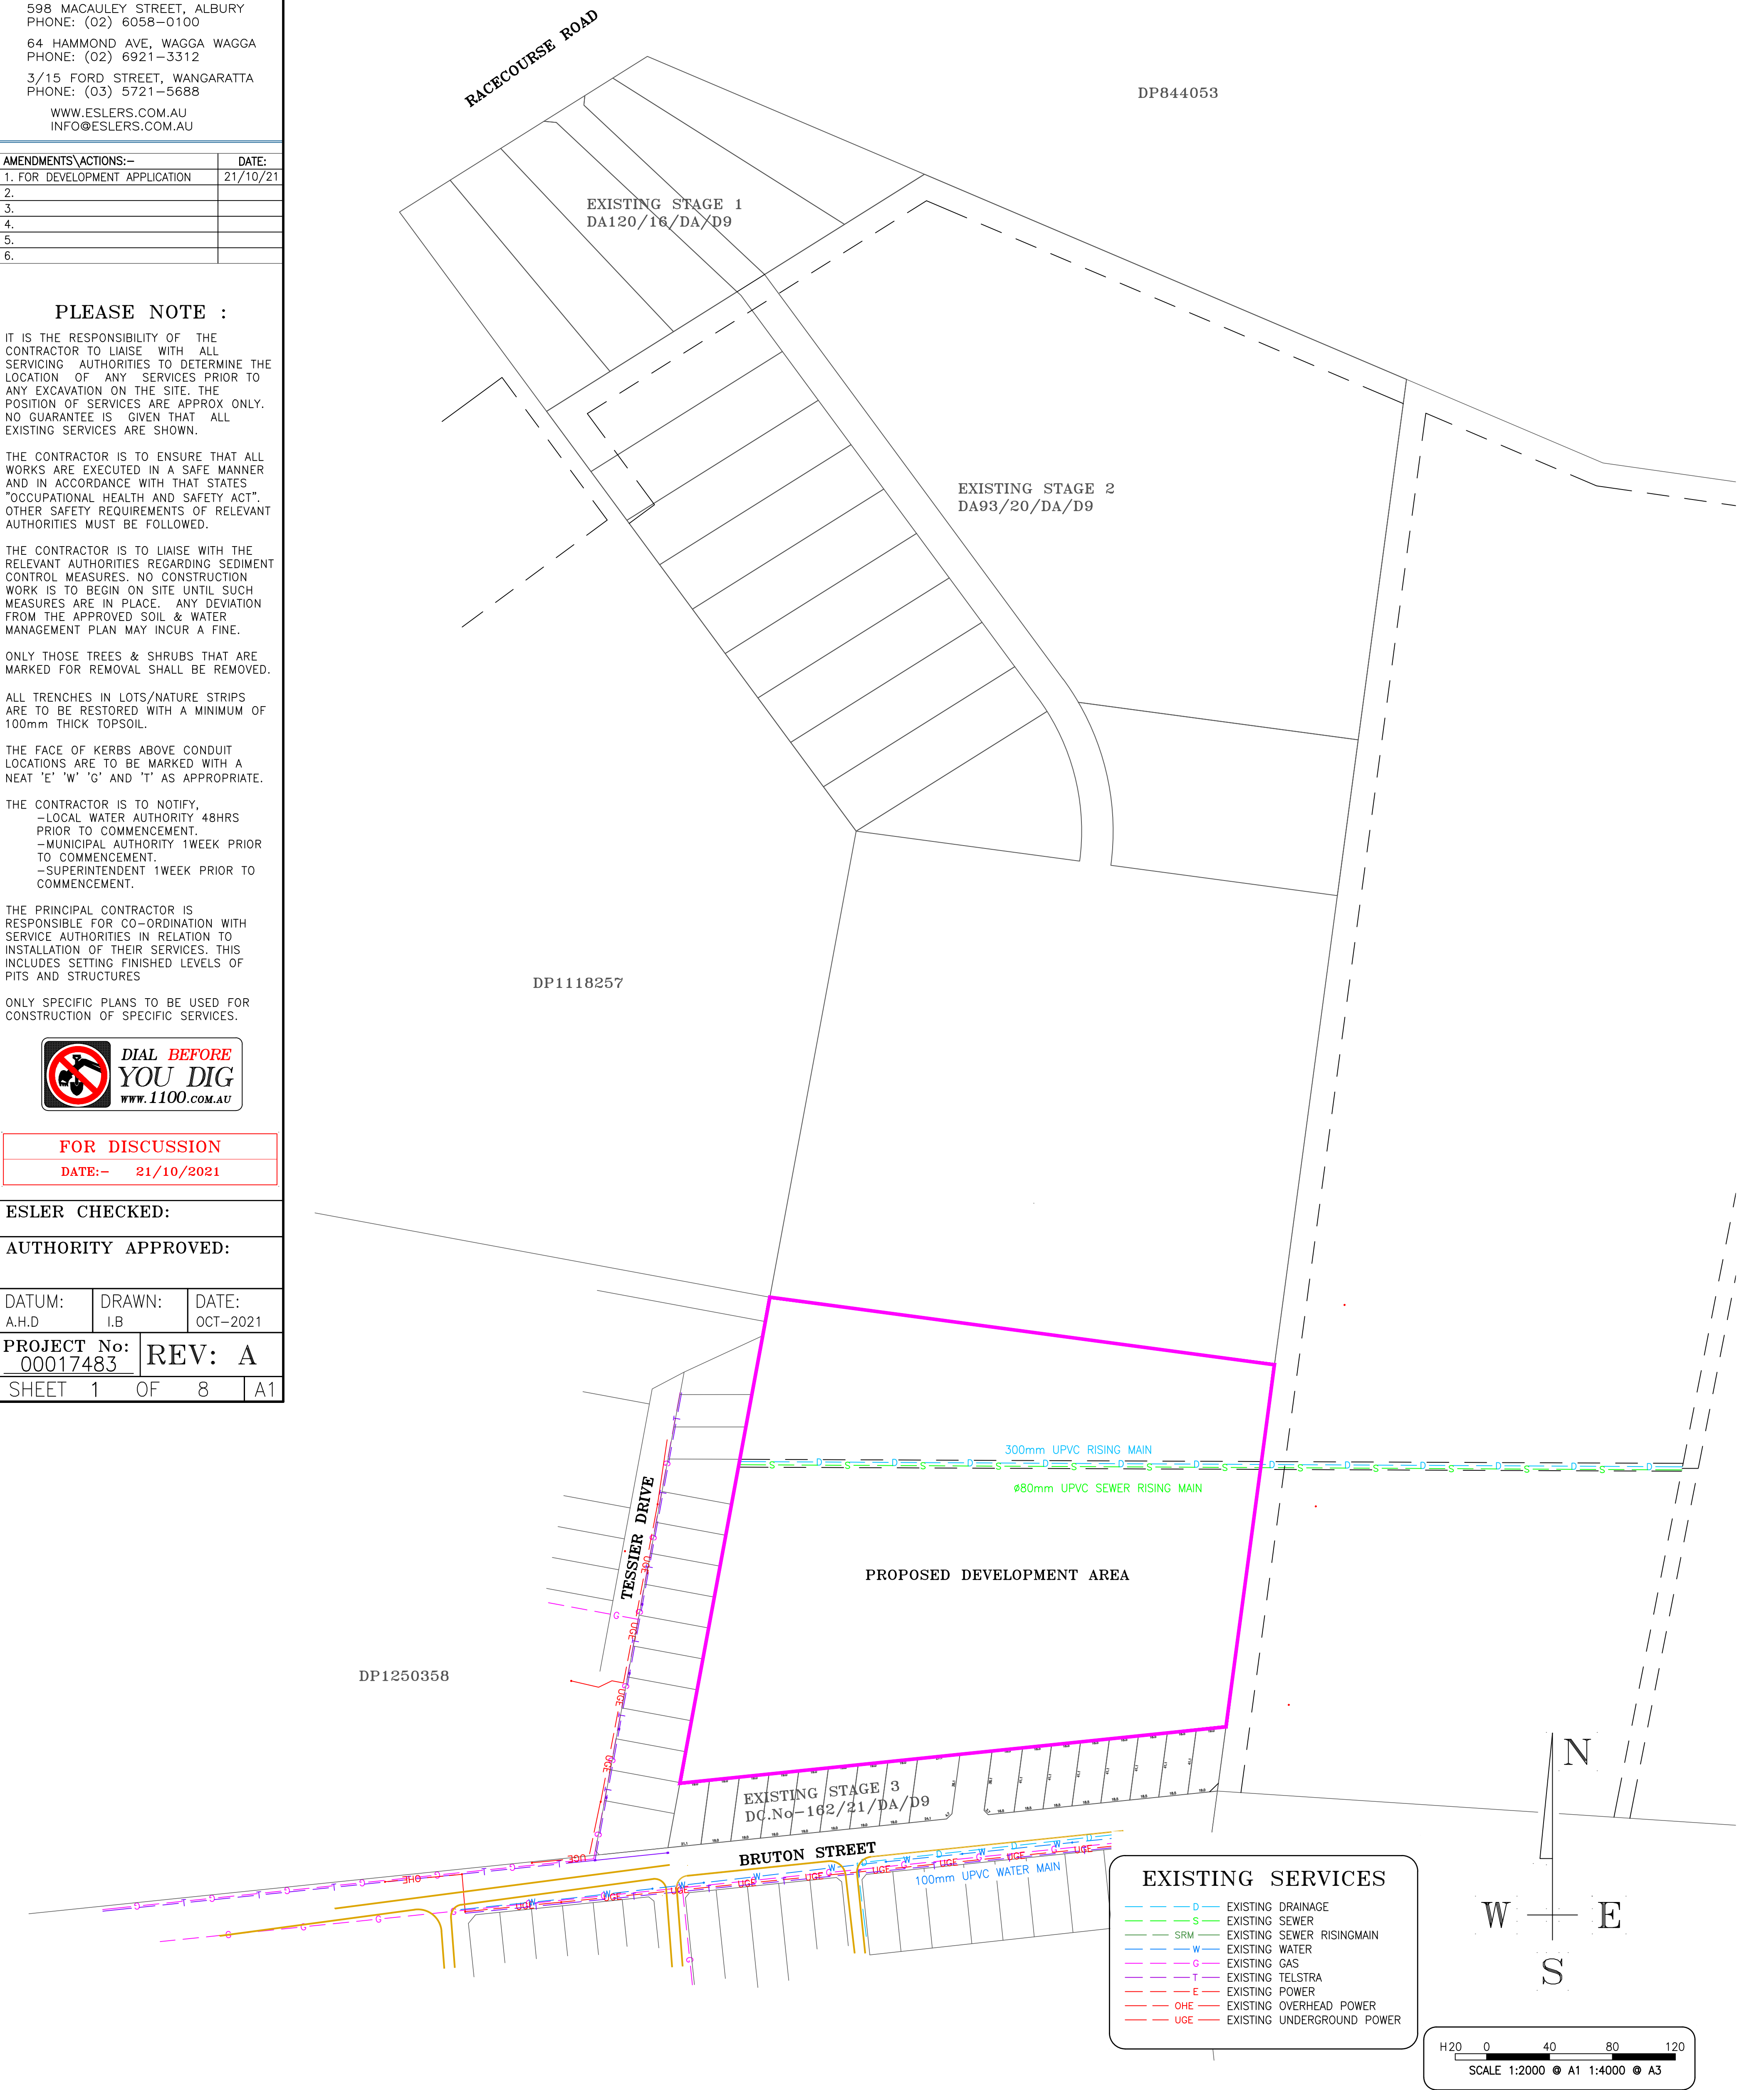 598 MACAULEY STREET, ALBURY
PHONE: (02) 6058-0100
64 HAMMOND AVE, WAGGA WAGGA
PHONE: (02) 6921-3312
3/15 FORD STREET, WANGARATTA
PHONE: (03) 5721-5688
WWW.ESLERS.COM.AU
INFO@ESLERS.COM.AU
AMENDMENTS\ACTIONS:- DATE:
1. FOR DEVELOPMENT APPLICATION 21/10/21
2.
3.
4.
5.
6.
PLEASE NOTE :
IT IS THE RESPONSIBILITY OF THE
CONTRACTOR TO LIAISE WITH ALL
SERVICING AUTHORITIES TO DETERMINE THE
LOCATION OF ANY SERVICES PRIOR TO
ANY EXCAVATION ON THE SITE. THE
POSITION OF SERVICES ARE APPROX ONLY.
NO GUARANTEE IS GIVEN THAT ALL
EXISTING SERVICES ARE SHOWN.
THE CONTRACTOR IS TO ENSURE THAT ALL
WORKS ARE EXECUTED IN A SAFE MANNER
AND IN ACCORDANCE WITH THAT STATES
"OCCUPATIONAL HEALTH AND SAFETY ACT".
OTHER SAFETY REQUIREMENTS OF RELEVANT
AUTHORITIES MUST BE FOLLOWED.
THE CONTRACTOR IS TO LIAISE WITH THE
RELEVANT AUTHORITIES REGARDING SEDIMENT
CONTROL MEASURES. NO CONSTRUCTION
WORK IS TO BEGIN ON SITE UNTIL SUCH
MEASURES ARE IN PLACE. ANY DEVIATION
FROM THE APPROVED SOIL & WATER
MANAGEMENT PLAN MAY INCUR A FINE.
ONLY THOSE TREES & SHRUBS THAT ARE
MARKED FOR REMOVAL SHALL BE REMOVED.
ALL TRENCHES IN LOTS/NATURE STRIPS
ARE TO BE RESTORED WITH A MINIMUM OF
100mm THICK TOPSOIL.
THE FACE OF KERBS ABOVE CONDUIT
LOCATIONS ARE TO BE MARKED WITH A
NEAT 'E' 'W' 'G' AND 'T' AS APPROPRIATE.
THE CONTRACTOR IS TO NOTIFY,
-LOCAL WATER AUTHORITY 48HRS
PRIOR TO COMMENCEMENT.
-MUNICIPAL AUTHORITY 1WEEK PRIOR
TO COMMENCEMENT.
-SUPERINTENDENT 1WEEK PRIOR TO
COMMENCEMENT.
THE PRINCIPAL CONTRACTOR IS
RESPONSIBLE FOR CO-ORDINATION WITH
SERVICE AUTHORITIES IN RELATION TO
INSTALLATION OF THEIR SERVICES. THIS
INCLUDES SETTING FINISHED LEVELS OF
PITS AND STRUCTURES
ONLY SPECIFIC PLANS TO BE USED FOR
CONSTRUCTION OF SPECIFIC SERVICES.
DIAL BEFORE
YOU DIG
WWW.1100.COM.AU
FOR DISCUSSION
DATE:- 21/10/2021
ESLER CHECKED:
AUTHORITY APPROVED:
DATUM: DRAWN: DATE:
A.H.D I.B OCT-2021
PROJECT No: REV: A
00017483
SHEET 1 OF 8 A1
RACECOURSE ROAD
DP844053
EXISTING STAGE 1
DA120/16/DA/D9
EXISTING STAGE 2
DA93/20/DA/D9
DP1118257
300mm UPVC RISING MAIN
ø80mm UPVC SEWER RISING MAIN
TESSIER DRIVE
PROPOSED DEVELOPMENT AREA
DP1250358
EXISTING STAGE 3
DC.No-162/21/DA/D9
BRUTON STREET
100mm UPVC WATER MAIN
N
W E
S
EXISTING SERVICES
D EXISTING DRAINAGE
S EXISTING SEWER
SRM EXISTING SEWER RISINGMAIN
W EXISTING WATER
G EXISTING GAS
T EXISTING TELSTRA
E EXISTING POWER
OHE EXISTING OVERHEAD POWER
UGE EXISTING UNDERGROUND POWER
H20 0 40 80 120
SCALE 1:2000 @ A1 1:4000 @ A3